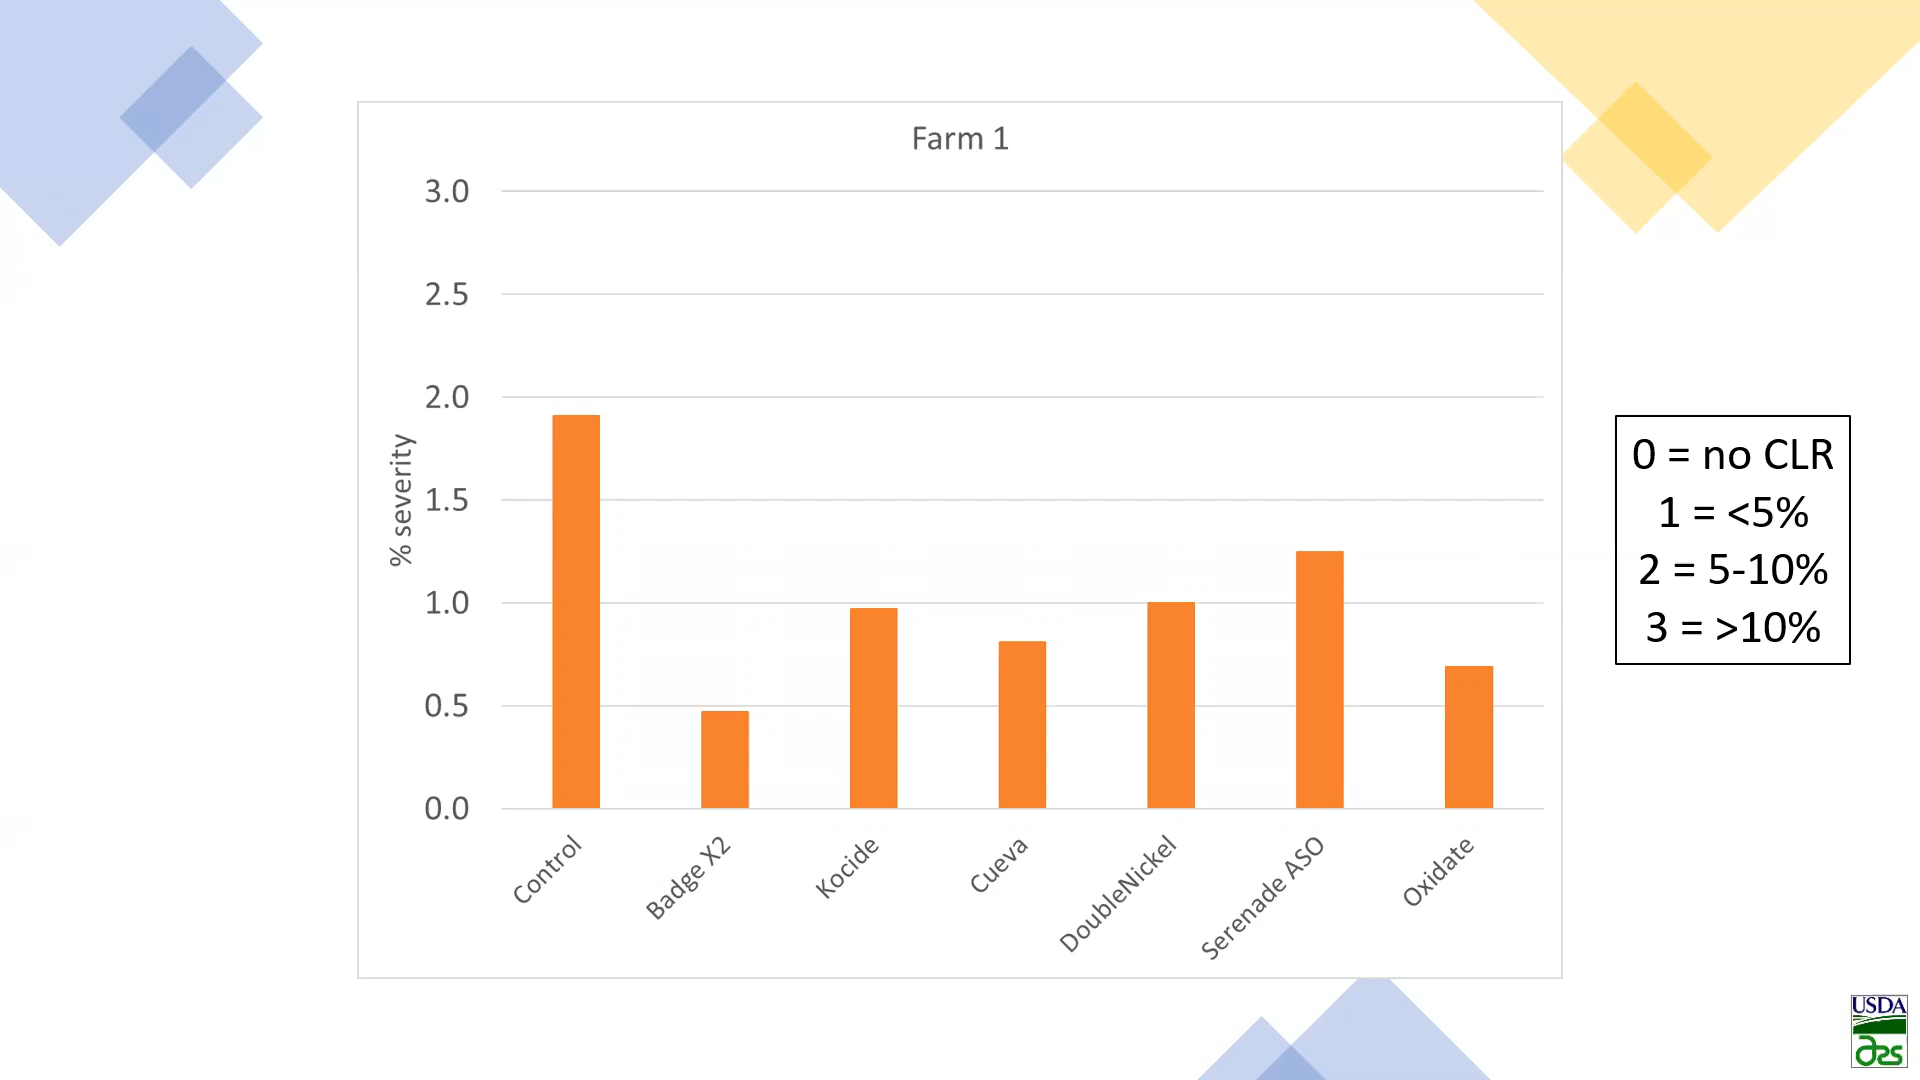 Farm 1
3.0
2.5
2.0
1.5
1.0
0.5
0.0
% severity
Control
Badge X2
Kocide
Cueva
DoubleNickel
Serenade ASO
Oxidate
0 = no CLR
1 = <5%
2 = 5-10%
3 = >10%
USDA
ars